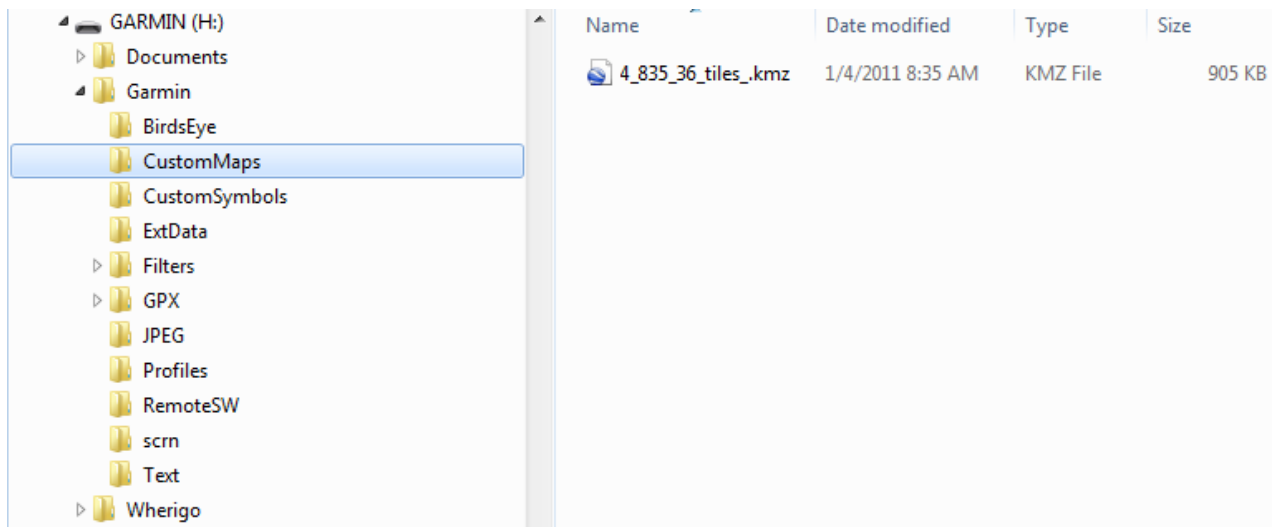 GARMIN (H:)
Documents
Garmin
BirdsEye
CustomMaps
CustomSymbols
ExtData
Filters
GPX
JPEG
Profiles
RemoteSW
scrn
Text
Wherigo
Name Date modified Type Size
4_835_36_tiles_.kmz 1/4/2011 8:35 AM KMZ File 905 KB